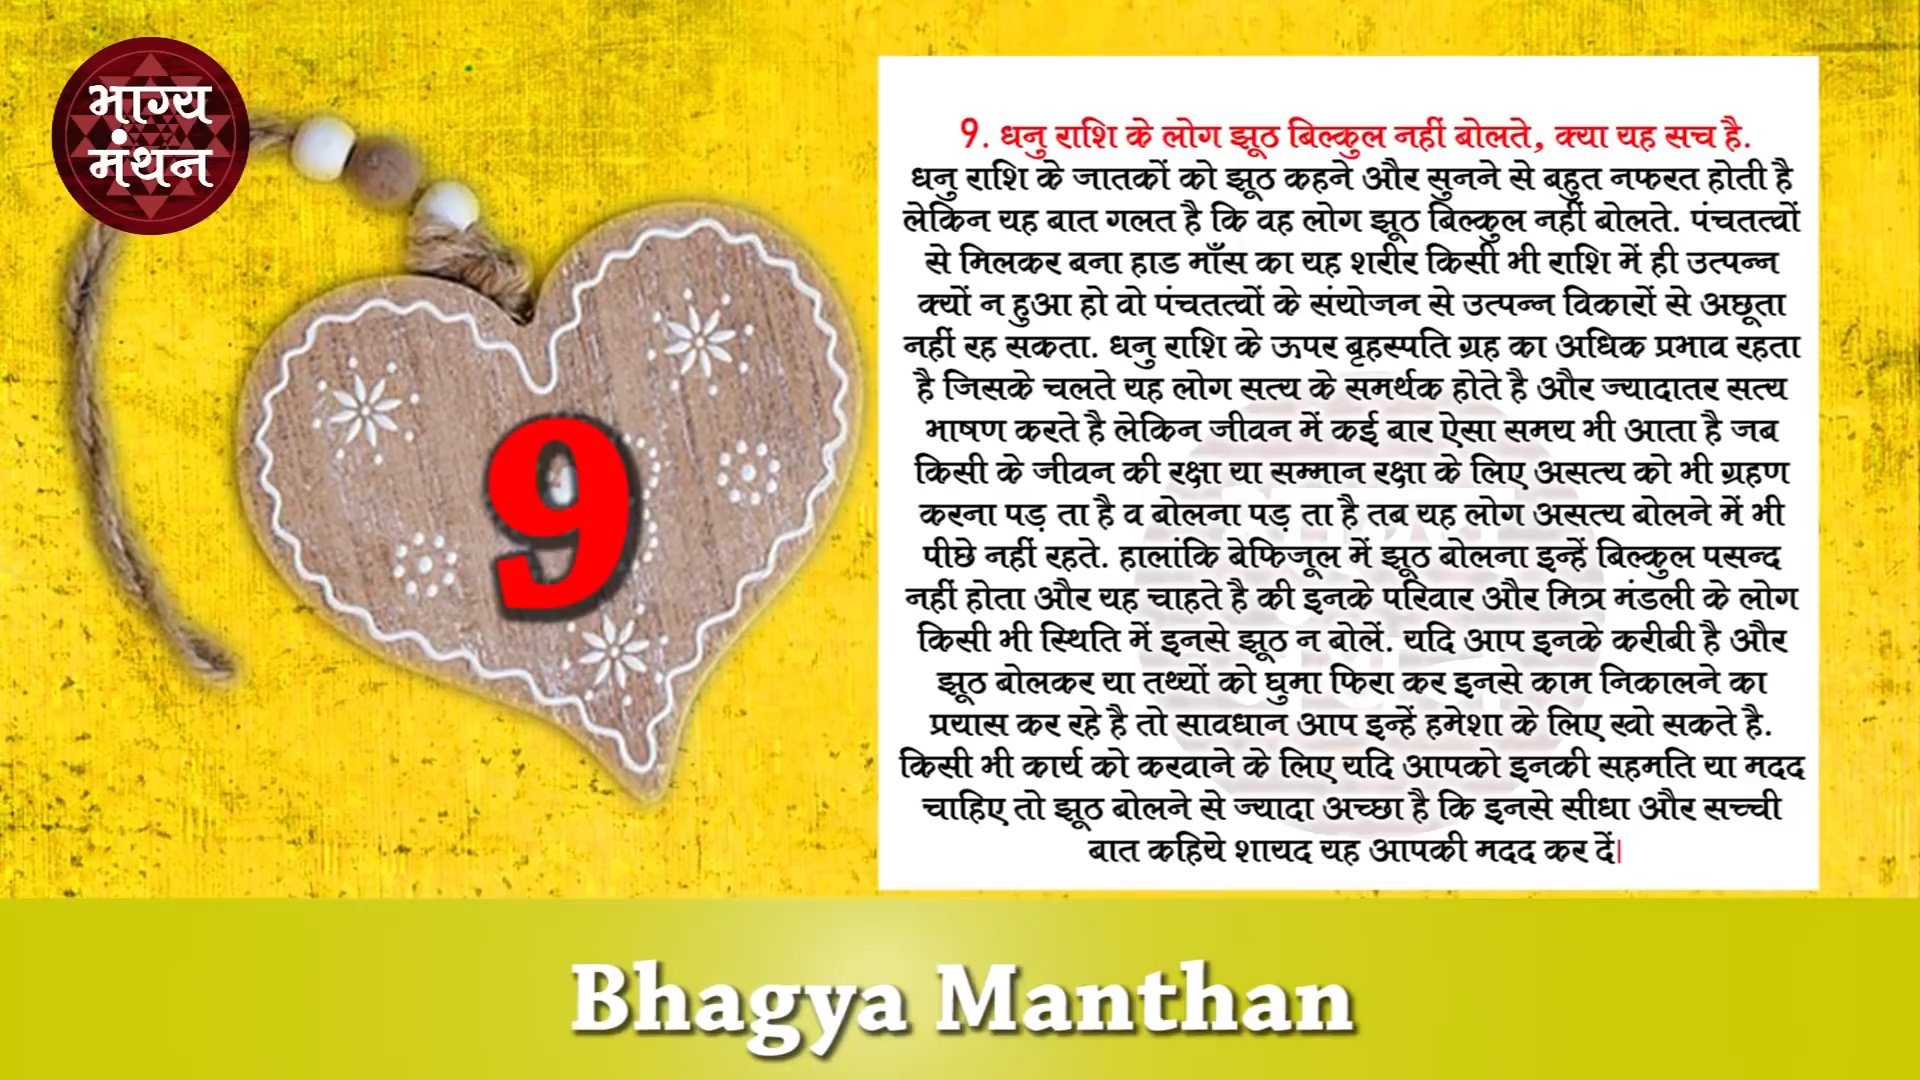 भाग्य
मंथन
9
9. धनु राशि के लोग झूठ बिल्कुल नहीं बोलते, क्या यह सच है.
धनु राशि के जातकों को झूठ कहने और सुनने से बहुत नफरत होती है
लेकिन यह बात गलत है कि वह लोग झूठ बिल्कुल नहीं बोलते. पंचतत्वों
से मिलकर बना हाड माँस का यह शरीर किसी भी राशि में ही उत्पन्न
क्यों न हुआ हो वो पंचतत्वों के संयोजन से उत्पन्न विकारों से अछूता
नहीं रह सकता. धनु राशि के ऊपर बृहस्पति ग्रह का अधिक प्रभाव रहता
है जिसके चलते यह लोग सत्य के समर्थक होते है और ज्यादातर सत्य
भाषण करते है लेकिन जीवन में कई बार ऐसा समय भी आता है जब
किसी के जीवन की रक्षा या सम्मान रक्षा के लिए असत्य को भी ग्रहण
करना पड़ ता है व बोलना पड़ ता है तब यह लोग असत्य बोलने में भी
पीछे नहीं रहते. हालांकि बेफिजूल में झूठ बोलना इन्हें बिल्कुल पसन्द
नहीं होता और यह चाहते है की इनके परिवार और मित्र मंडली के लोग
किसी भी स्थिति में इनसे झूठ न बोलें. यदि आप इनके करीबी है और
झूठ बोलकर या तथ्यों को घुमा फिरा कर इनसे काम निकालने का
प्रयास कर रहे है तो सावधान आप इन्हें हमेशा के लिए खो सकते है.
किसी भी कार्य को करवाने के लिए यदि आपको इनकी सहमति या मदद
चाहिए तो झूठ बोलने से ज्यादा अच्छा है कि इनसे सीधा और सच्ची
बात कहिये शायद यह आपकी मदद कर दें|
Bhagya Manthan